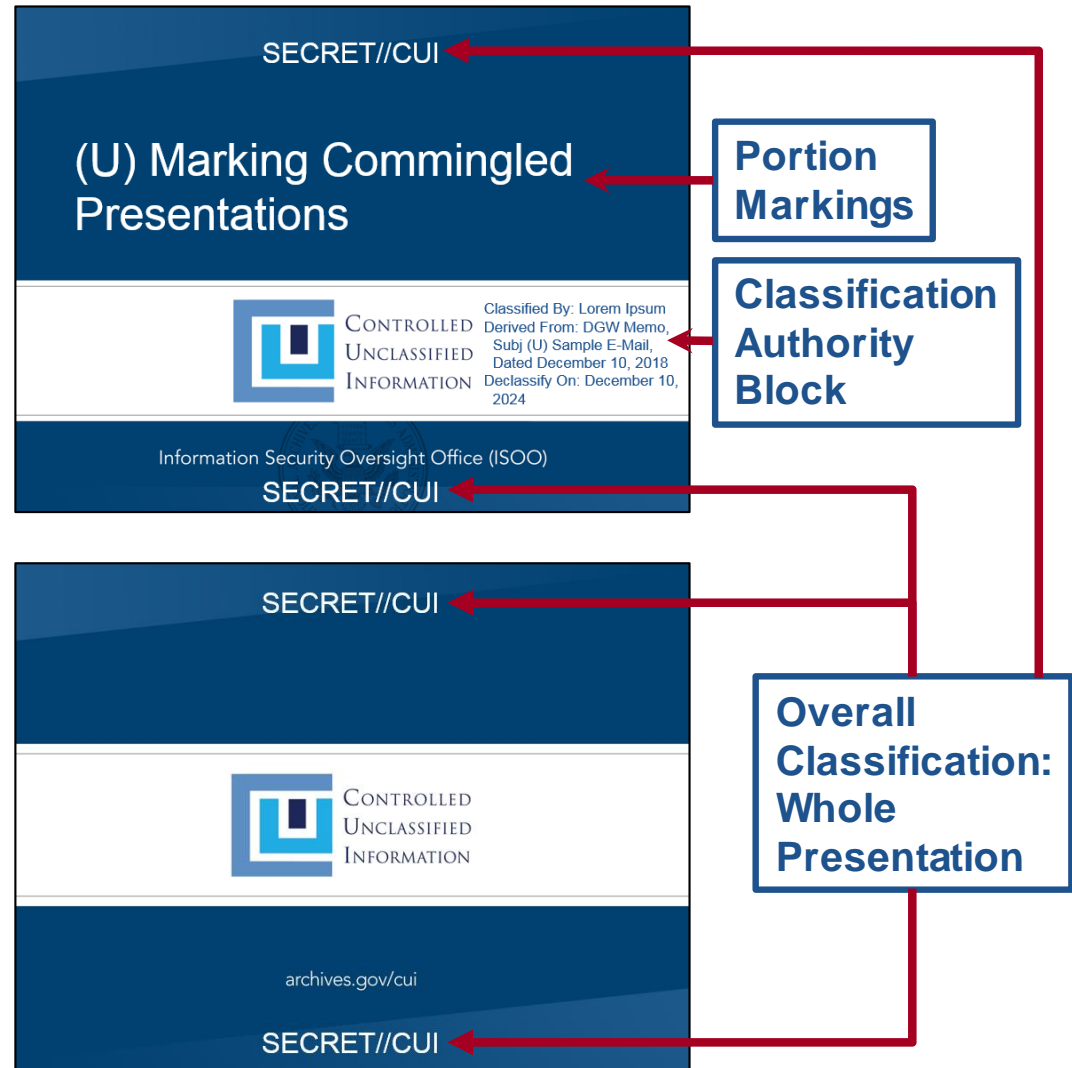 SECRET//CUI
(U) Marking Commingled
Presentations
Portion
Markings
CONTROLLED
UNCLASSIFIED
INFORMATION
Classified By: Lorem Ipsum
Derived From: DGW Memo,
Subj (U) Sample E-Mail,
Dated December 10, 2018
Declassify On: December 10,
2024
Classification
Authority
Block
Information Security Oversight Office (ISOO)
SECRET//CUI
SECRET//CUI
CONTROLLED
UNCLASSIFIED
INFORMATION
Overall
Classification:
Whole
Presentation
archives.gov/cui
SECRET//CUI